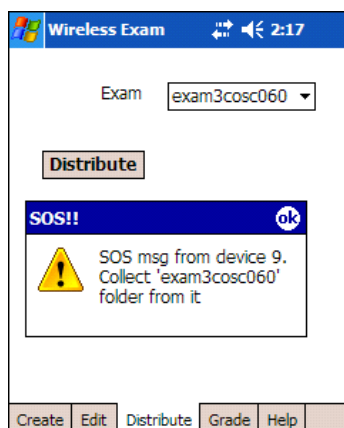 Wireless Exam 2:17
Exam exam3cosc060
Distribute
SOS!! ok
SOS msg from device 9.
Collect 'exam3cosc060'
folder from it
Create Edit Distribute Grade Help